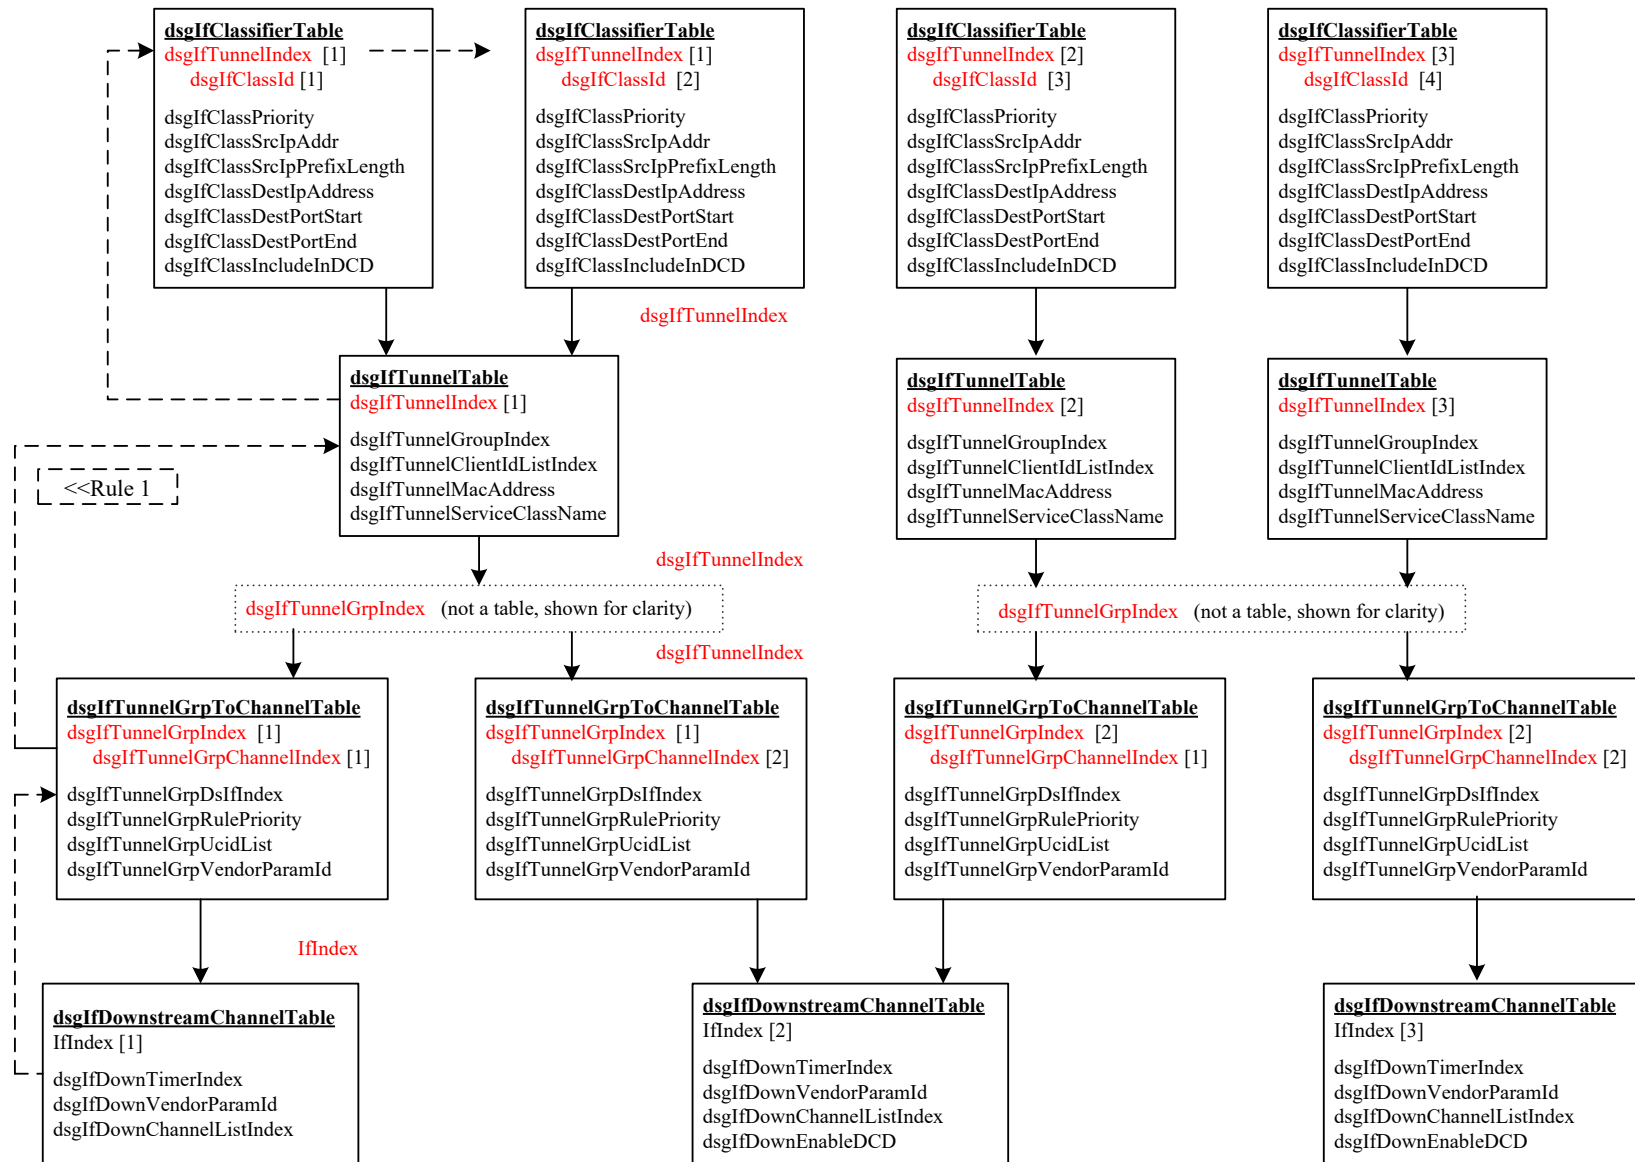 dsgIfClassifierTable
dsgIfTunnelIndex [1]
dsgIfClassId [1]
dsgIfClassPriority
dsgIfClassSrcIpAddr
dsgIfClassSrcIpPrefixLength
dsgIfClassDestIpAddress
dsgIfClassDestPortStart
dsgIfClassDestPortEnd
dsgIfClassIncludeInDCD
dsgIfClassifierTable
dsgIfTunnelIndex [1]
dsgIfClassId [2]
dsgIfClassPriority
dsgIfClassSrcIpAddr
dsgIfClassSrcIpPrefixLength
dsgIfClassDestIpAddress
dsgIfClassDestPortStart
dsgIfClassDestPortEnd
dsgIfClassIncludeInDCD
dsgIfClassifierTable
dsgIfTunnelIndex [2]
dsgIfClassId [3]
dsgIfClassPriority
dsgIfClassSrcIpAddr
dsgIfClassSrcIpPrefixLength
dsgIfClassDestIpAddress
dsgIfClassDestPortStart
dsgIfClassDestPortEnd
dsgIfClassIncludeInDCD
dsgIfClassifierTable
dsgIfTunnelIndex [3]
dsgIfClassId [4]
dsgIfClassPriority
dsgIfClassSrcIpAddr
dsgIfClassSrcIpPrefixLength
dsgIfClassDestIpAddress
dsgIfClassDestPortStart
dsgIfClassDestPortEnd
dsgIfClassIncludeInDCD
dsgIfTunnelIndex
dsgIfTunnelTable
dsgIfTunnelIndex [1]
dsgIfTunnelGroupIndex
dsgIfTunnelClientIdListIndex
dsgIfTunnelMacAddress
dsgIfTunnelServiceClassName
dsgIfTunnelTable
dsgIfTunnelIndex [2]
dsgIfTunnelGroupIndex
dsgIfTunnelClientIdListIndex
dsgIfTunnelMacAddress
dsgIfTunnelServiceClassName
dsgIfTunnelTable
dsgIfTunnelIndex [3]
dsgIfTunnelGroupIndex
dsgIfTunnelClientIdListIndex
dsgIfTunnelMacAddress
dsgIfTunnelServiceClassName
<<Rule 1
dsgIfTunnelIndex
dsgIfTunnelGrpIndex (not a table, shown for clarity)
dsgIfTunnelGrpIndex (not a table, shown for clarity)
dsgIfTunnelIndex
dsgIfTunnelGrpToChannelTable
dsgIfTunnelGrpIndex [1]
dsgIfTunnelGrpChannelIndex [1]
dsgIfTunnelGrpDsIfIndex
dsgIfTunnelGrpRulePriority
dsgIfTunnelGrpUcidList
dsgIfTunnelGrpVendorParamId
dsgIfTunnelGrpToChannelTable
dsgIfTunnelGrpIndex [1]
dsgIfTunnelGrpChannelIndex [2]
dsgIfTunnelGrpDsIfIndex
dsgIfTunnelGrpRulePriority
dsgIfTunnelGrpUcidList
dsgIfTunnelGrpVendorParamId
dsgIfTunnelGrpToChannelTable
dsgIfTunnelGrpIndex [2]
dsgIfTunnelGrpChannelIndex [1]
dsgIfTunnelGrpDsIfIndex
dsgIfTunnelGrpRulePriority
dsgIfTunnelGrpUcidList
dsgIfTunnelGrpVendorParamId
dsgIfTunnelGrpToChannelTable
dsgIfTunnelGrpIndex [2]
dsgIfTunnelGrpChannelIndex [2]
dsgIfTunnelGrpDsIfIndex
dsgIfTunnelGrpRulePriority
dsgIfTunnelGrpUcidList
dsgIfTunnelGrpVendorParamId
IfIndex
dsgIfDownstreamChannelTable
IfIndex [1]
dsgIfDownTimerIndex
dsgIfDownVendorParamId
dsgIfDownChannelListIndex
dsgIfDownstreamChannelTable
IfIndex [2]
dsgIfDownTimerIndex
dsgIfDownVendorParamId
dsgIfDownChannelListIndex
dsgIfDownEnableDCD
dsgIfDownstreamChannelTable
IfIndex [3]
dsgIfDownTimerIndex
dsgIfDownVendorParamId
dsgIfDownChannelListIndex
dsgIfDownEnableDCD